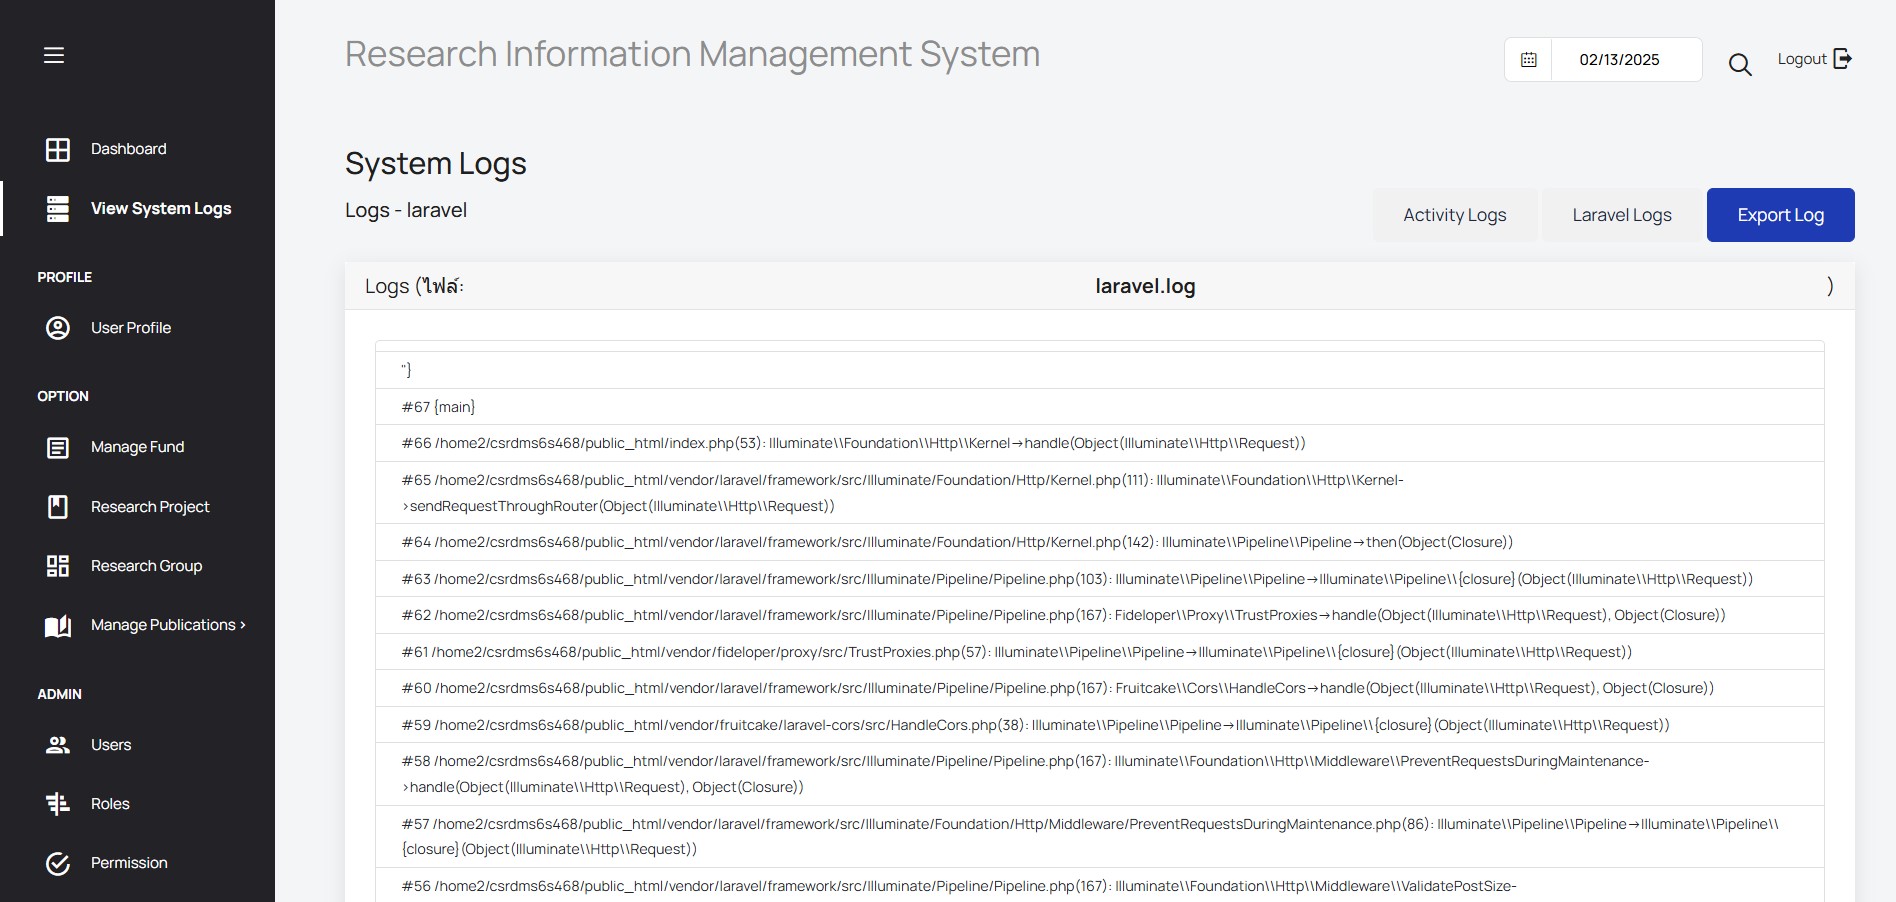 Research Information Management System
02/13/2025
Logout
Dashboard
View System Logs
PROFILE
User Profile
OPTION
Manage Fund
Research Project
Research Group
Manage Publications >
ADMIN
Users
Roles
Permission
System Logs
Logs - laravel
Activity Logs
Laravel Logs
Export Log
Logs (ไฟล์: laravel.log )
"}
#67 {main}
#66 /home2/csrdms6s468/public_html/index.php(53): Illuminate\\Foundation\\Http\\Kernel->handle(Object(Illuminate\\Http\\Request))
#65 /home2/csrdms6s468/public_html/vendor/laravel/framework/src/Illuminate/Foundation/Http/Kernel.php(111): Illuminate\\Foundation\\Http\\Kernel-
>sendRequestThroughRouter(Object(Illuminate\\Http\\Request))
#64 /home2/csrdms6s468/public_html/vendor/laravel/framework/src/Illuminate/Foundation/Http/Kernel.php(142): Illuminate\\Pipeline\\Pipeline->then(Object(Closure))
#63 /home2/csrdms6s468/public_html/vendor/laravel/framework/src/Illuminate/Pipeline/Pipeline.php(103): Illuminate\\Pipeline\\Pipeline->Illuminate\\Pipeline\\{closure}(Object(Illuminate\\Http\\Request))
#62 /home2/csrdms6s468/public_html/vendor/laravel/framework/src/Illuminate/Pipeline/Pipeline.php(167): Fideloper\\Proxy\\TrustProxies->handle(Object(Illuminate\\Http\\Request), Object(Closure))
#61 /home2/csrdms6s468/public_html/vendor/fideloper/proxy/src/TrustProxies.php(57): Illuminate\\Pipeline\\Pipeline->Illuminate\\Pipeline\\{closure}(Object(Illuminate\\Http\\Request))
#60 /home2/csrdms6s468/public_html/vendor/laravel/framework/src/Illuminate/Pipeline/Pipeline.php(167): Fruitcake\\Cors\\HandleCors->handle(Object(Illuminate\\Http\\Request), Object(Closure))
#59 /home2/csrdms6s468/public_html/vendor/fruitcake/laravel-cors/src/HandleCors.php(38): Illuminate\\Pipeline\\Pipeline->Illuminate\\Pipeline\\{closure}(Object(Illuminate\\Http\\Request))
#58 /home2/csrdms6s468/public_html/vendor/laravel/framework/src/Illuminate/Pipeline/Pipeline.php(167): Illuminate\\Foundation\\Http\\Middleware\\PreventRequestsDuringMaintenance-
>handle(Object(Illuminate\\Http\\Request), Object(Closure))
#57 /home2/csrdms6s468/public_html/vendor/laravel/framework/src/Illuminate/Foundation/Http/Middleware/PreventRequestsDuringMaintenance.php(86): Illuminate\\Pipeline\\Pipeline->Illuminate\\Pipeline\\
{closure}(Object(Illuminate\\Http\\Request))
#56 /home2/csrdms6s468/public_html/vendor/laravel/framework/src/Illuminate/Pipeline/Pipeline.php(167): Illuminate\\Foundation\\Http\\Middleware\\ValidatePostSize-